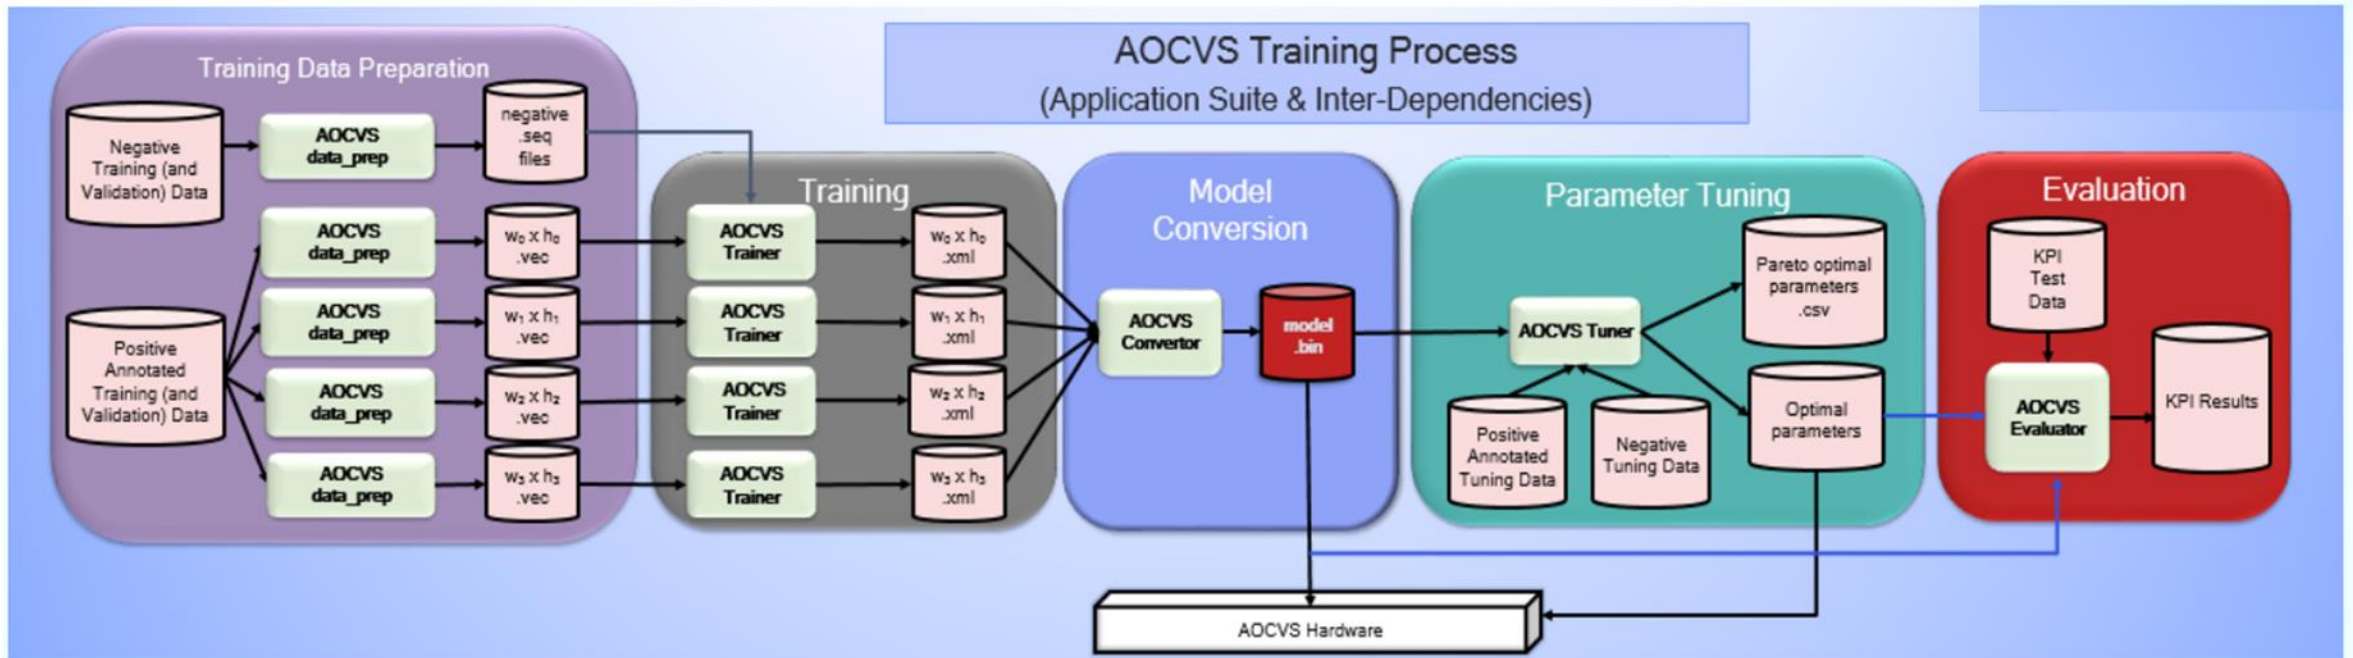 AOCVS Training Process
(Application Suite & Inter-Dependencies)
Training Data Preparation
Negative
Training (and
Validation) Data
AOCVS
data_prep
negative
.seq
files
Positive
Annotated
Training (and
Validation) Data
AOCVS
data_prep
w₀ x h₀
.vec
AOCVS
data_prep
w₁ x h₁
.vec
AOCVS
data_prep
w₂ x h₂
.vec
AOCVS
data_prep
w₃ x h₃
.vec
Training
AOCVS
Trainer
w₀ x h₀
.xml
AOCVS
Trainer
w₁ x h₁
.xml
AOCVS
Trainer
w₂ x h₂
.xml
AOCVS
Trainer
w₃ x h₃
.xml
Model
Conversion
AOCVS
Convertor
model
.bin
Parameter Tuning
AOCVS Tuner
Positive
Annotated
Tuning Data
Negative
Tuning Data
Pareto optimal
parameters
.csv
Optimal
parameters
Evaluation
KPI
Test
Data
AOCVS
Evaluator
KPI Results
AOCVS Hardware